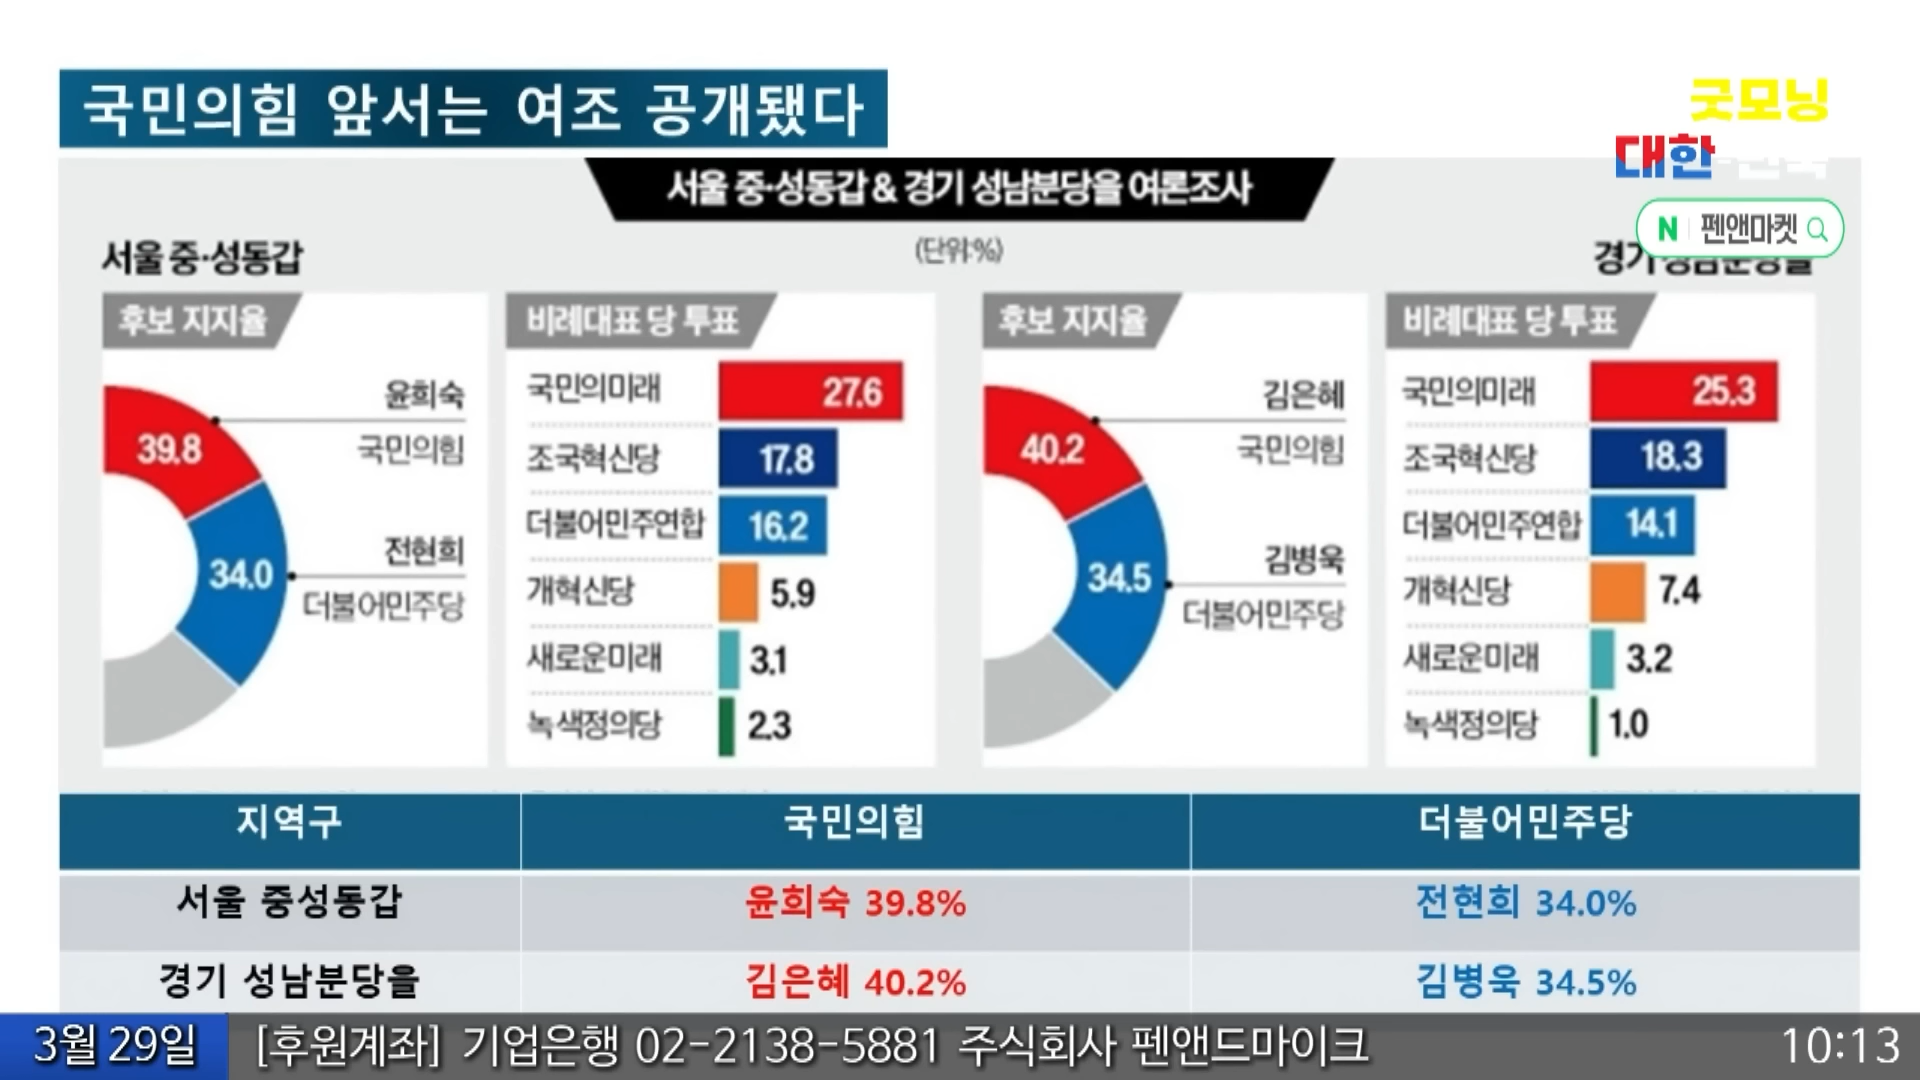 국민의힘 앞서는 여조 공개됐다
굿모닝
대한
N 펜앤마켓
서울 중·성동갑 & 경기 성남분당을 여론조사
(단위:%)
서울 중·성동갑
후보 지지율
39.8
윤희숙
국민의힘
34.0
전현희
더불어민주당
비례대표 당 투표
국민의미래 27.6
조국혁신당 17.8
더불어민주연합 16.2
개혁신당 5.9
새로운미래 3.1
녹색정의당 2.3
경기 성남분당을
후보 지지율
40.2
김은혜
국민의힘
34.5
김병욱
더불어민주당
비례대표 당 투표
국민의미래 25.3
조국혁신당 18.3
더불어민주연합 14.1
개혁신당 7.4
새로운미래 3.2
녹색정의당 1.0
지역구 국민의힘 더불어민주당
서울 중성동갑 윤희숙 39.8% 전현희 34.0%
경기 성남분당을 김은혜 40.2% 김병욱 34.5%
3월 29일 [후원계좌] 기업은행 02-2138-5881 주식회사 펜앤드마이크 10:13